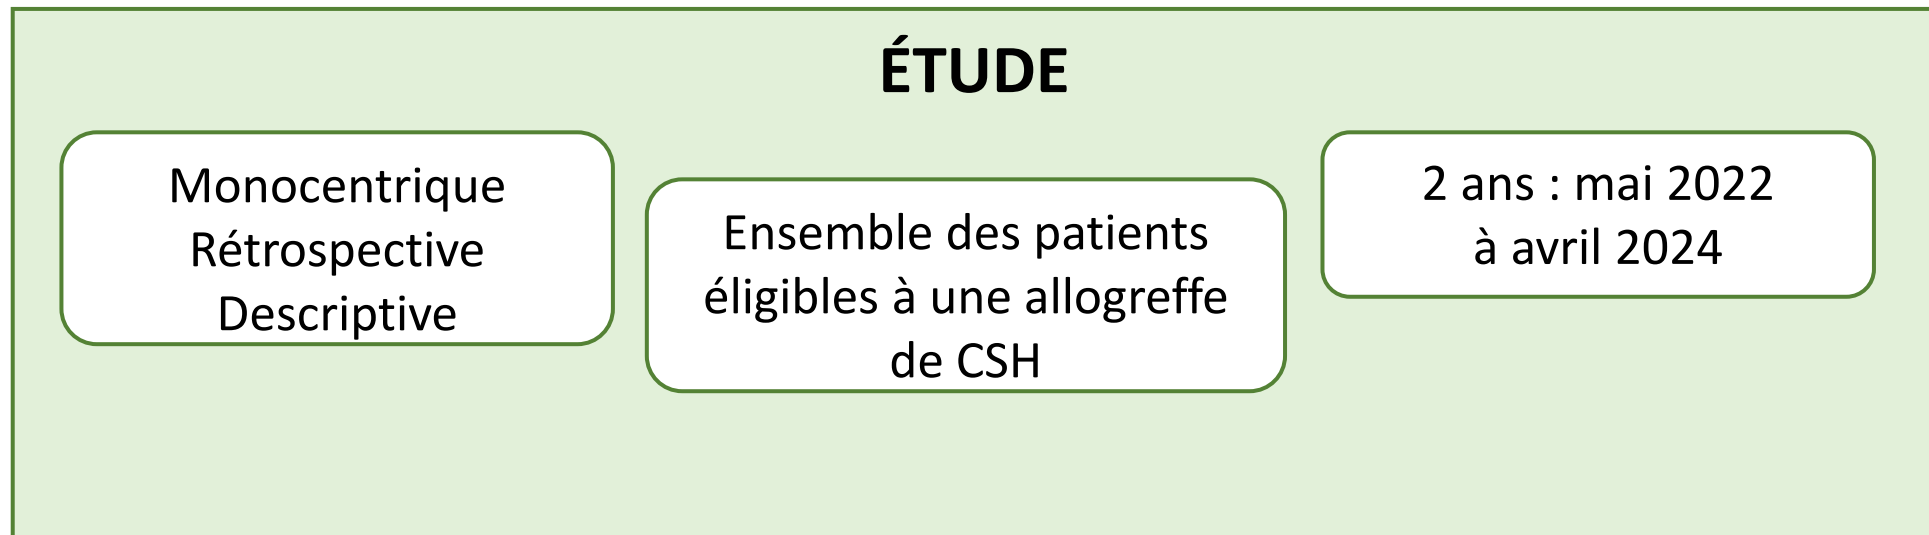 ÉTUDE
Monocentrique
Rétrospective
Descriptive
Ensemble des patients
éligibles à une allogreffe
de CSH
2 ans : mai 2022
à avril 2024